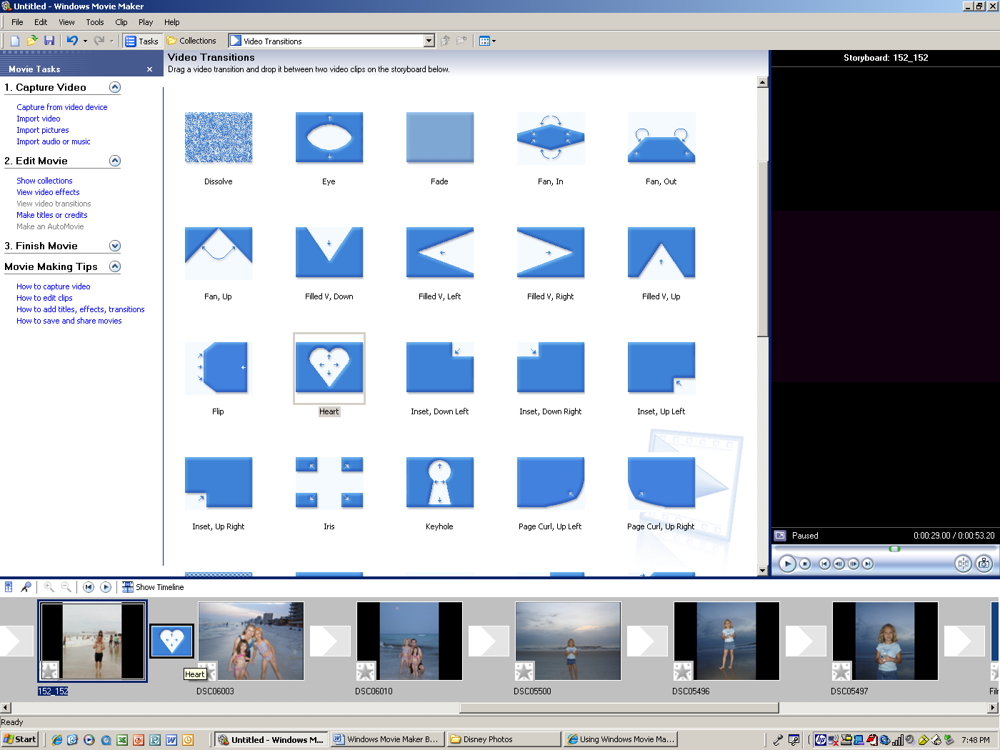 Untitled - Windows Movie Maker
File Edit View Tools Clip Play Help
Tasks Collections Video Transitions
Movie Tasks
1. Capture Video
Capture from video device
Import video
Import pictures
Import audio or music
2. Edit Movie
Show collections
View video effects
View video transitions
Make titles or credits
Make an AutoMovie
3. Finish Movie
Movie Making Tips
How to capture video
How to edit clips
How to add titles, effects, transitions
How to save and share movies
Video Transitions
Drag a video transition and drop it between two video clips on the storyboard below.
Dissolve Eye Fade Fan, In Fan, Out
Fan, Up Filled V, Down Filled V, Left Filled V, Right Filled V, Up
Flip Heart Inset, Down Left Inset, Down Right Inset, Up Left
Inset, Up Right Iris Keyhole Page Curl, Up Left Page Curl, Up Right
Storyboard: 152_152
Paused 0:00:29.00 / 0:00:53.20
Show Timeline
Heart
152_152 DSC06003 DSC06010 DSC05500 DSC05496 DSC05497
Ready
Start Untitled - Windows M... Windows Movie Maker B... Disney Photos Using Windows Movie Ma... 7:48 PM